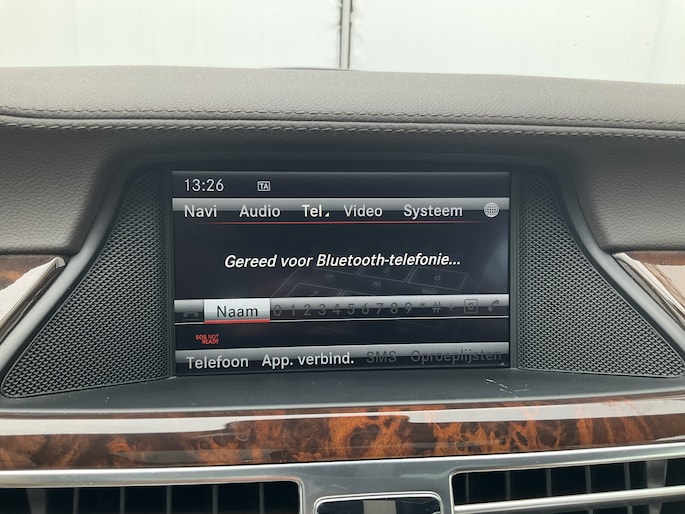 13:26 TA
Navi Audio Tel Video Systeem
Gereed voor Bluetooth-telefonie...
Naam 0 1 2 3 4 5 6 7 8 9 * # +
SOS NOT
READY
Telefoon App. verbind. SMS Oproeplijsten